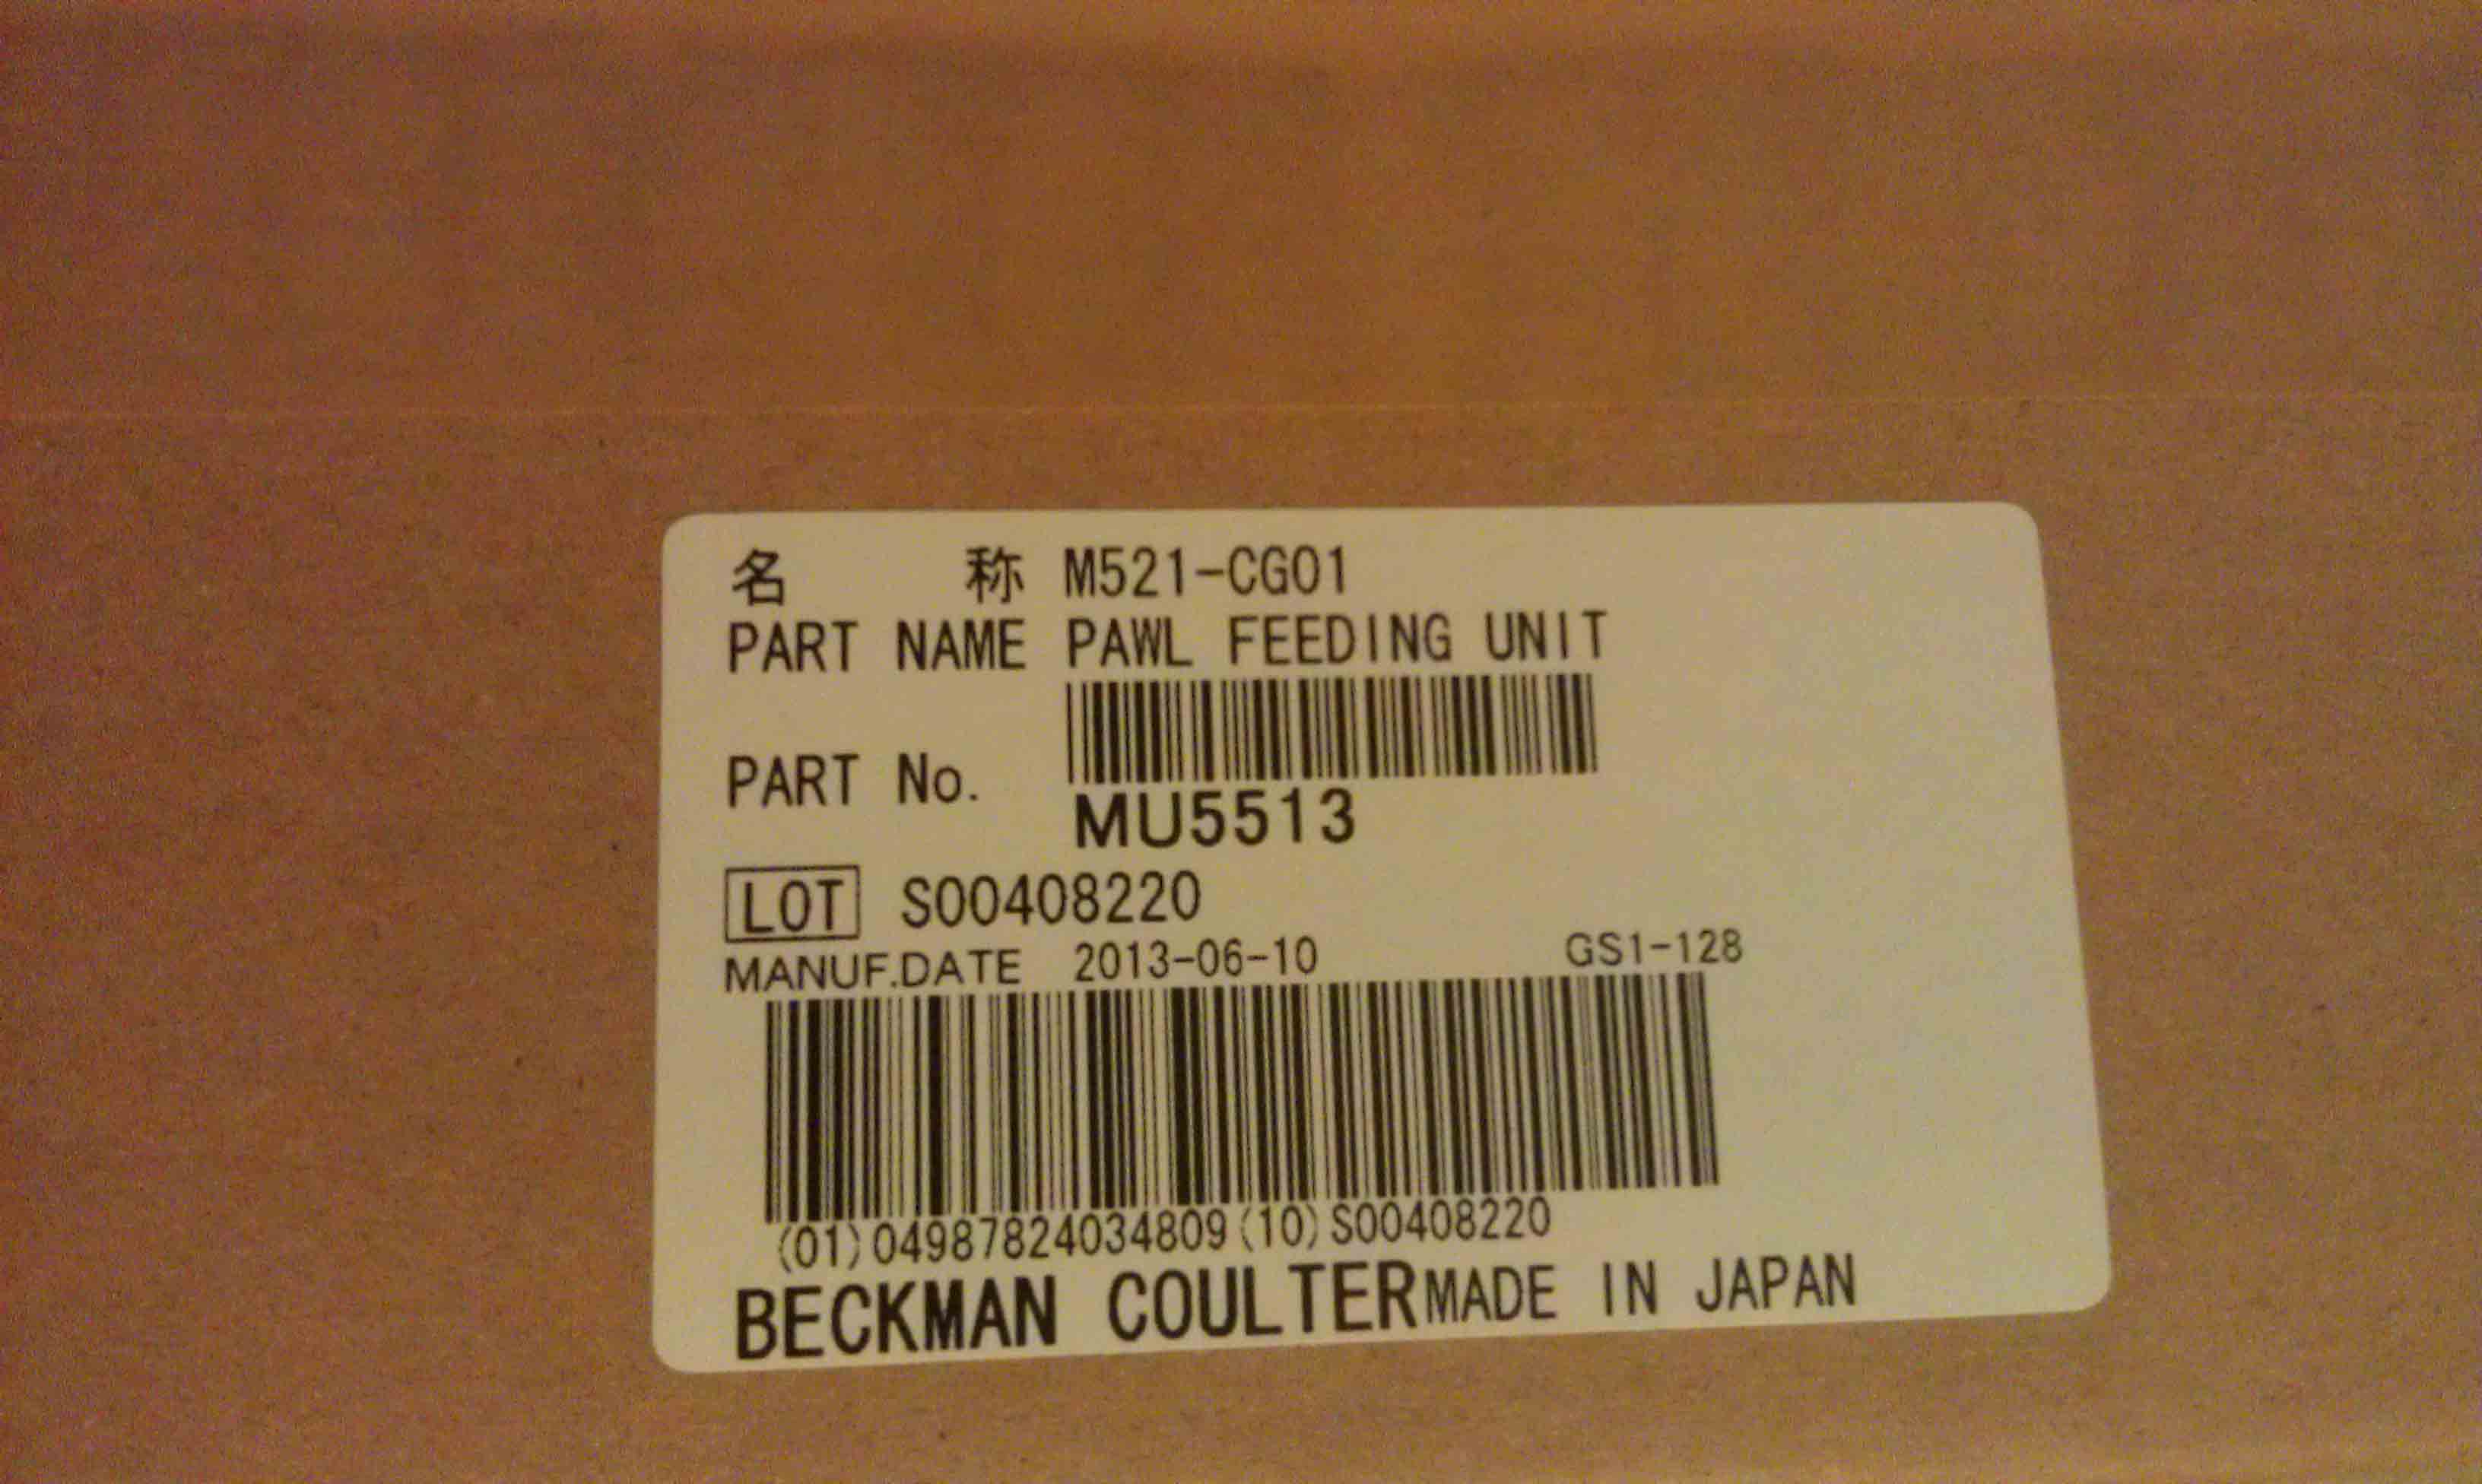 名 称 M521-CG01
PART NAME PAWL FEEDING UNIT
PART No.
MU5513
LOT S00408220
MANUF.DATE 2013-06-10 GS1-128
(01)04987824034809(10)S00408220
BECKMAN COULTER MADE IN JAPAN